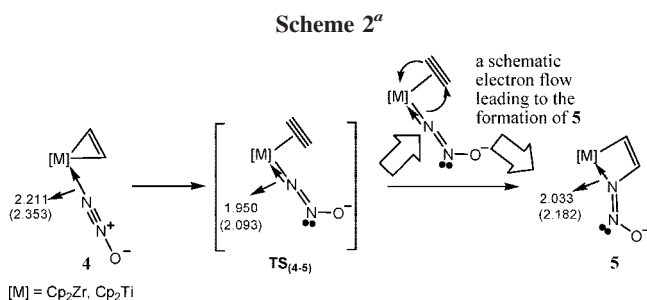 Scheme 2ᵃ
a schematic
electron flow
leading to the
formation of 5
[M]
N
N
O⁻
[M]
2.211
(2.353)
N
N⁺
O⁻
4
[M]
1.950
(2.093)
N
N
O⁻
TS(4-5)
[M]
2.033
(2.182)
N
N
O⁻
5
[M] = Cp₂Zr, Cp₂Ti